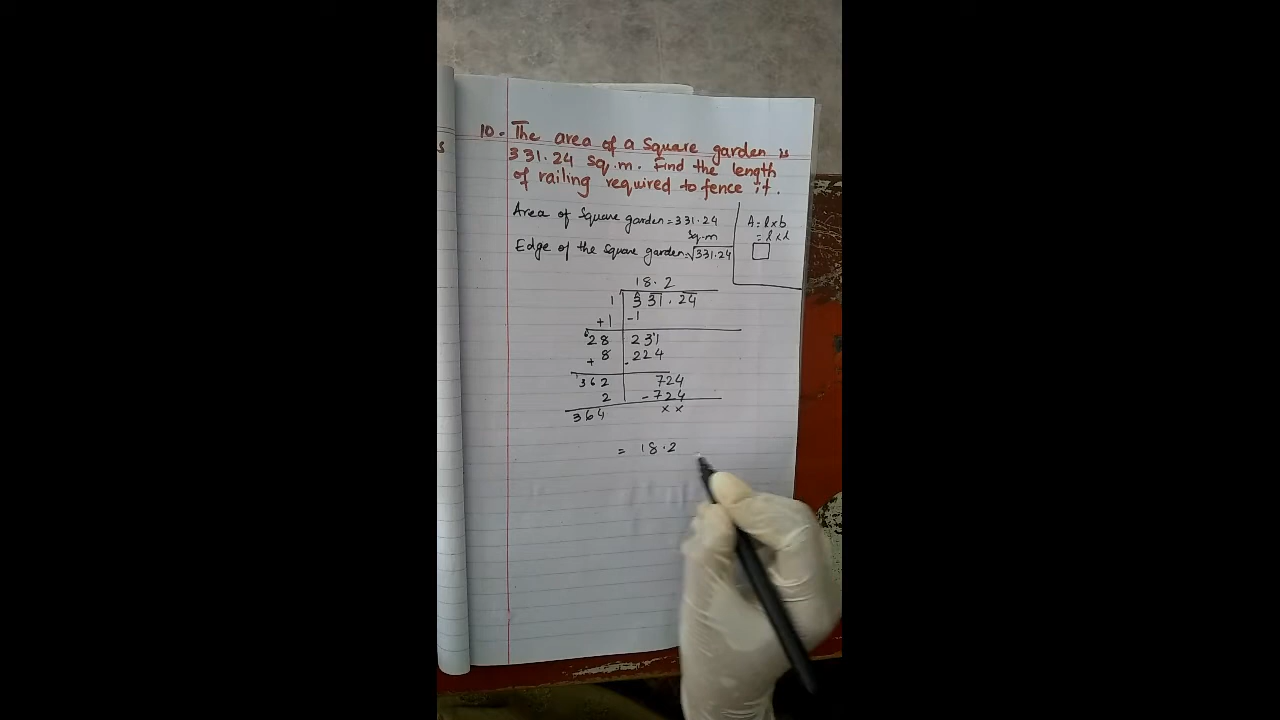 10. The area of a square garden is
331.24 sq.m. Find the length
of railing required to fence it.
Area of square garden = 331.24
sq.m
Edge of the square garden = √331.24
A = l×b
= l×l
18.2
1 331.24
+1 -1
28 231
+8 -224
362 724
2 -724
364 ××
= 18.2
s